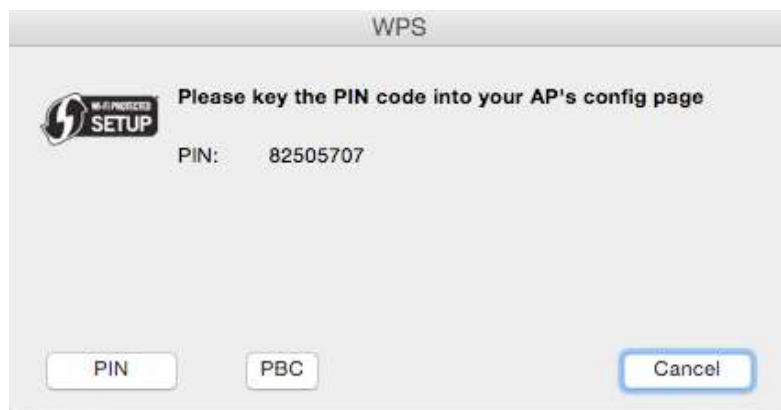 WPS
WI-FI PROTECTED
SETUP
Please key the PIN code into your AP's config page
PIN: 82505707
PIN PBC Cancel